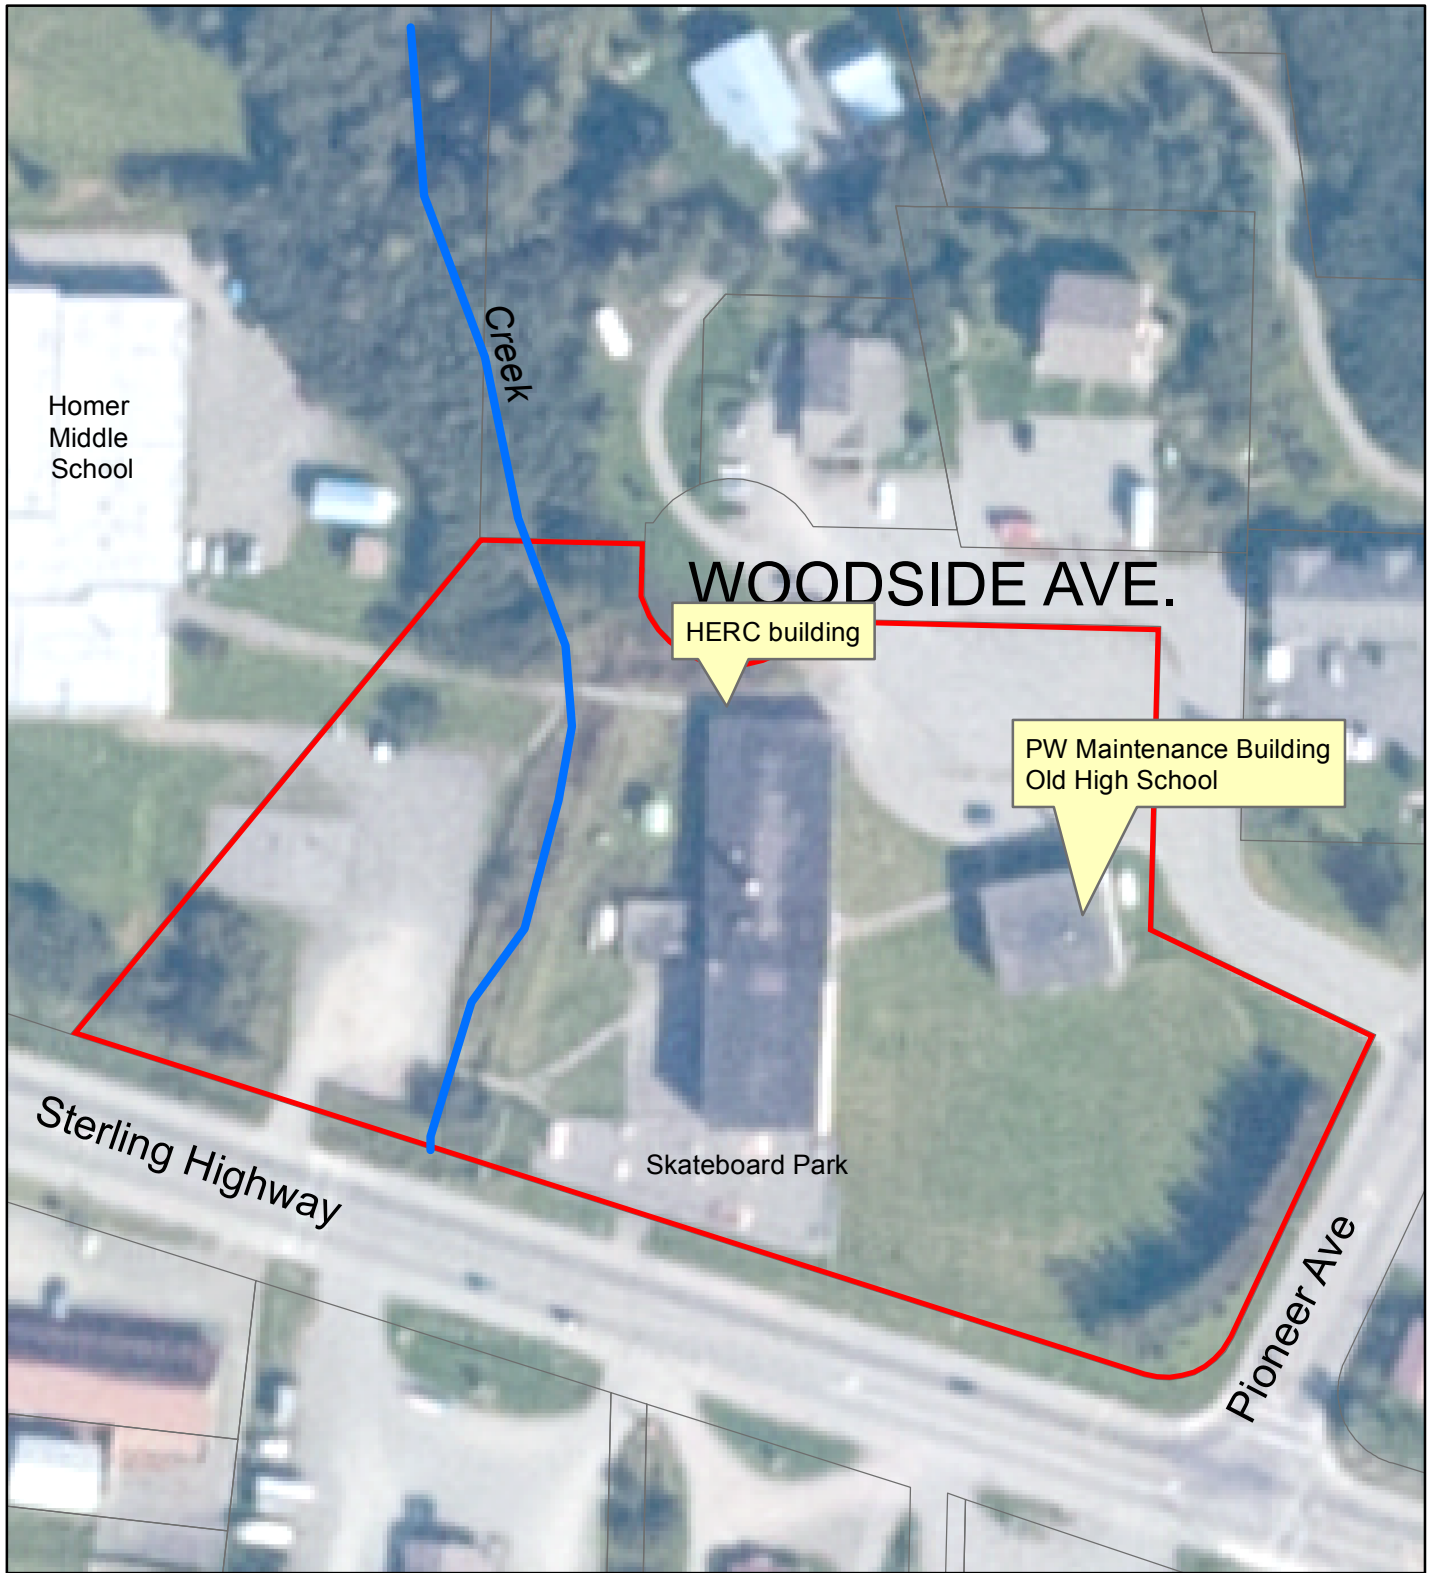 Creek
Homer
Middle
School
WOODSIDE AVE.
HERC building
PW Maintenance Building
Old High School
Skateboard Park
Sterling Highway
Pioneer Ave